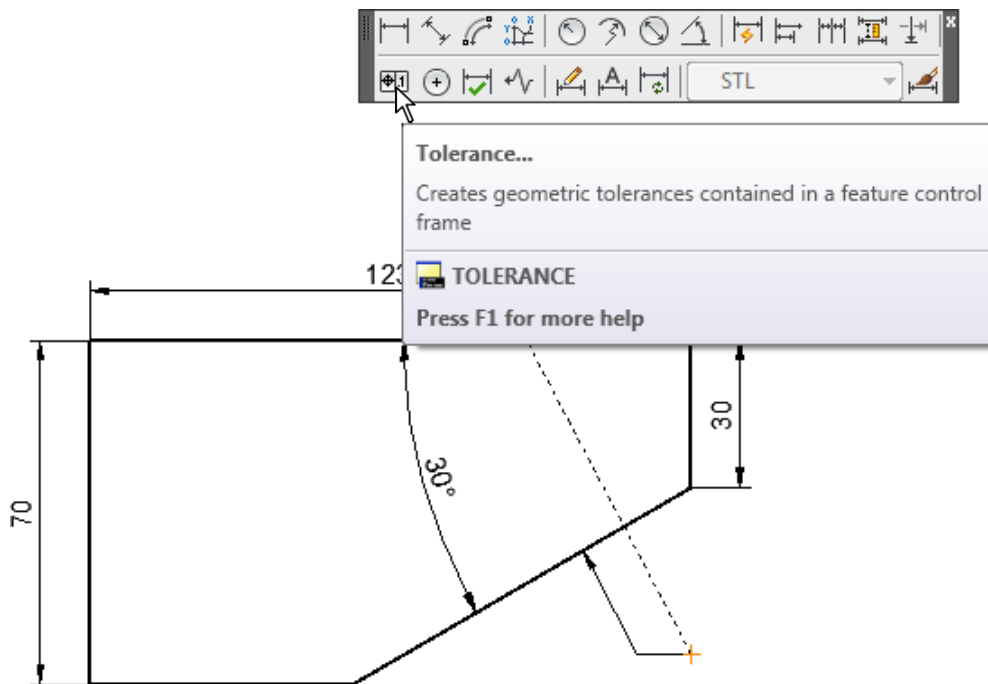 STL
Tolerance...
Creates geometric tolerances contained in a feature control
frame
TOLERANCE
Press F1 for more help
30°
30
70